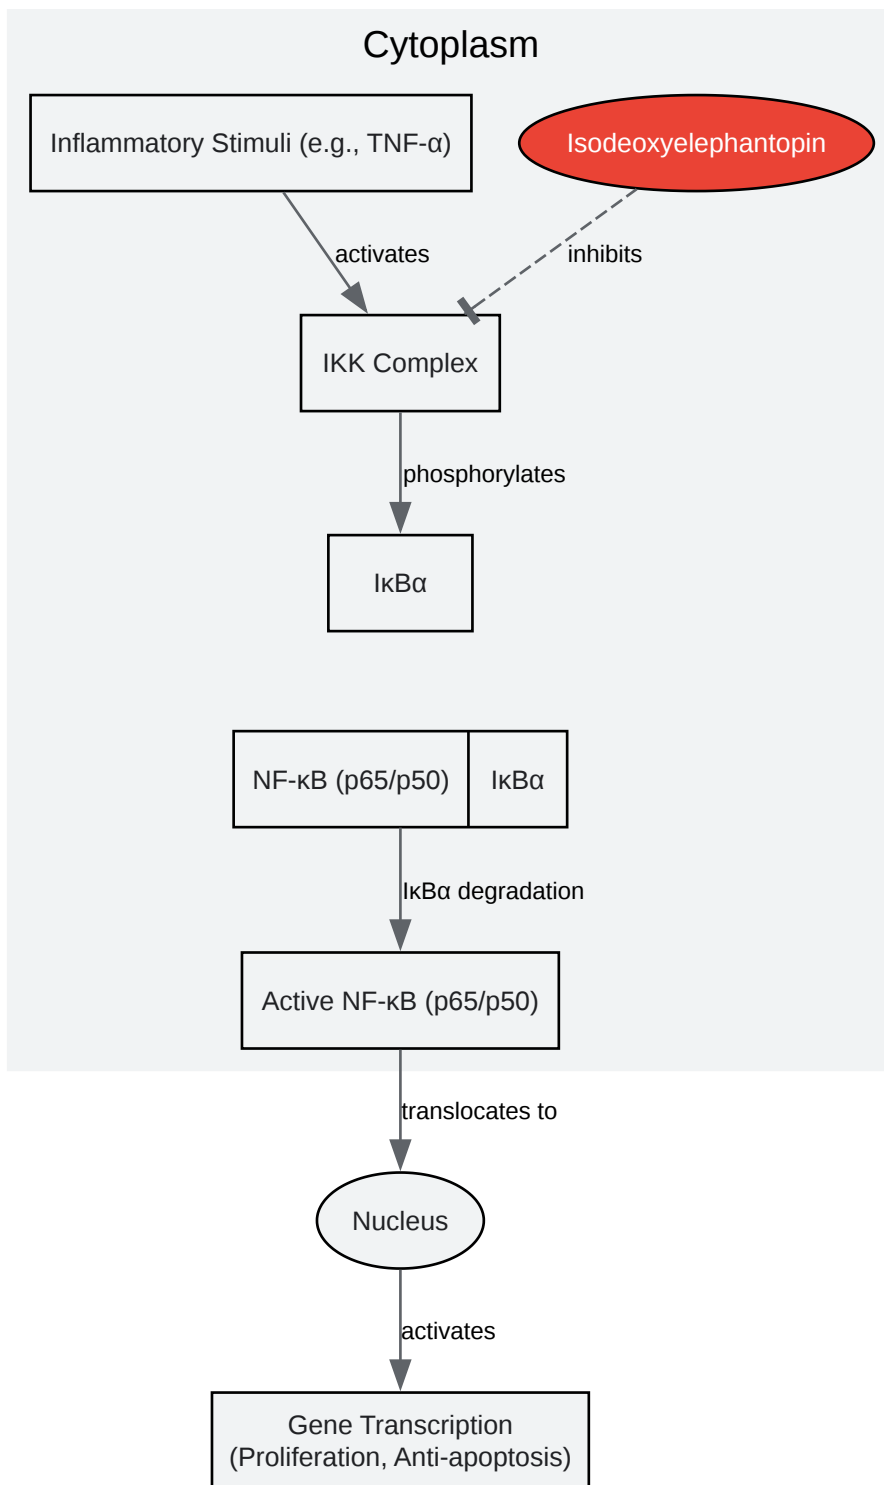 Cytoplasm
Inflammatory Stimuli (e.g., TNF-α)
Isodeoxyelephantopin
activates
inhibits
IKK Complex
phosphorylates
IκBα
NF-κB (p65/p50)
IκBα
IκBα degradation
Active NF-κB (p65/p50)
translocates to
Nucleus
activates
Gene Transcription
(Proliferation, Anti-apoptosis)